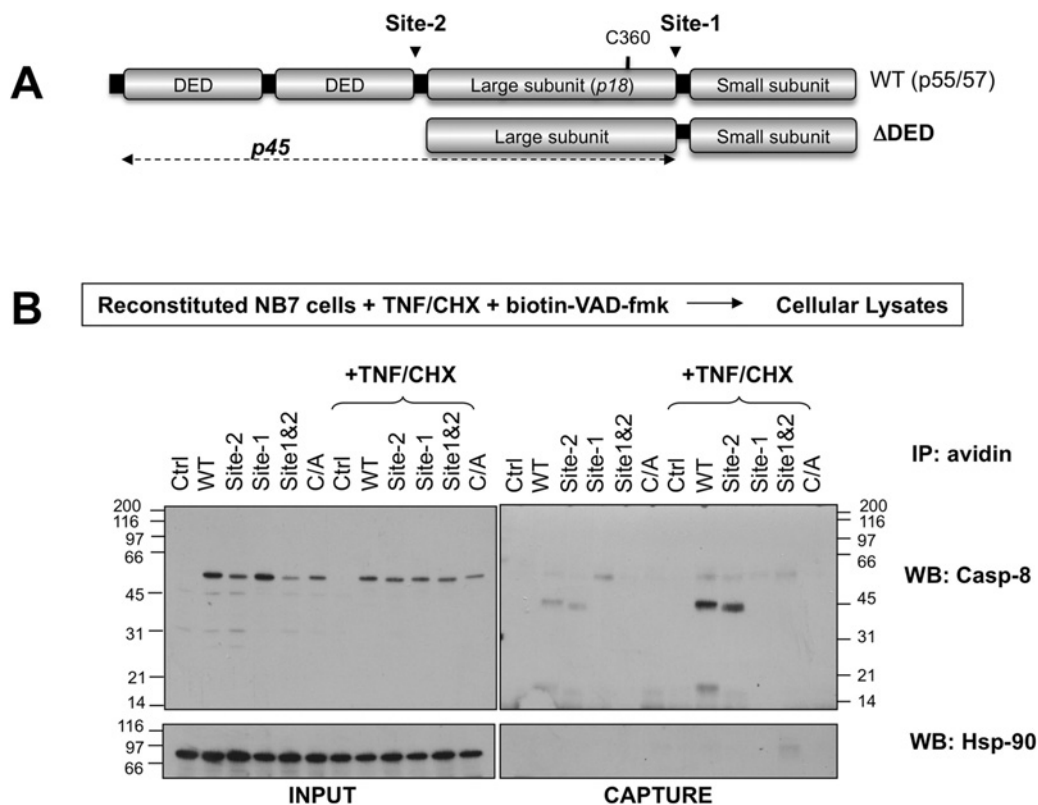 A
Site-2
Site-1
C360
DED
DED
Large subunit (p18)
Small subunit
WT (p55/57)
Large subunit
Small subunit
ΔDED
p45
B
Reconstituted NB7 cells + TNF/CHX + biotin-VAD-fmk → Cellular Lysates
+TNF/CHX
+TNF/CHX
Ctrl WT Site-2 Site-1 Site1&2 C/A Ctrl WT Site-2 Site-1 Site1&2 C/A
Ctrl WT Site-2 Site-1 Site1&2 C/A Ctrl WT Site-2 Site-1 Site1&2 C/A
IP: avidin
200
116
97
66
45
31
21
14
200
116
97
66
45
31
21
14
WB: Casp-8
116
97
66
WB: Hsp-90
INPUT
CAPTURE